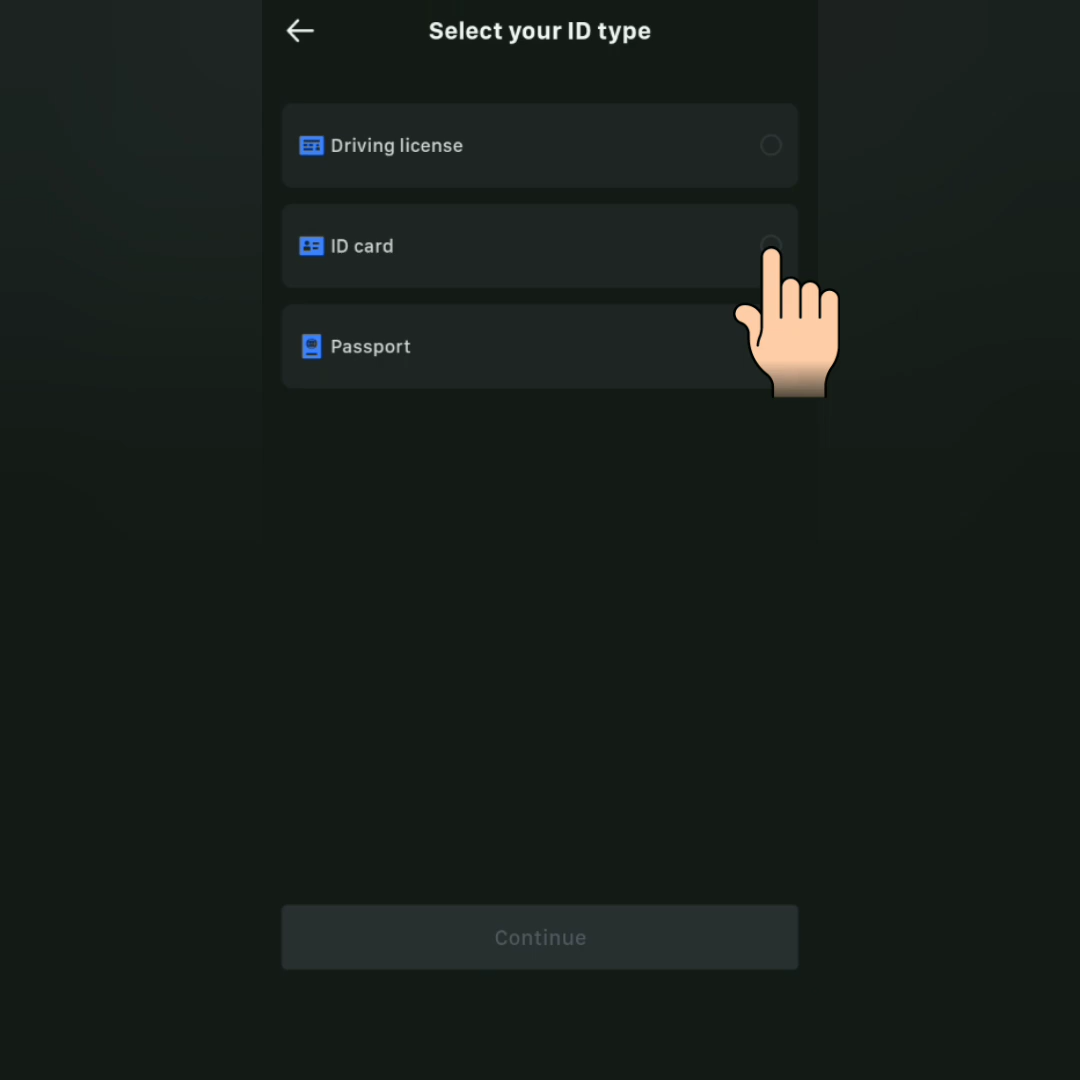 Select your ID type
Driving license
ID card
Passport
Continue